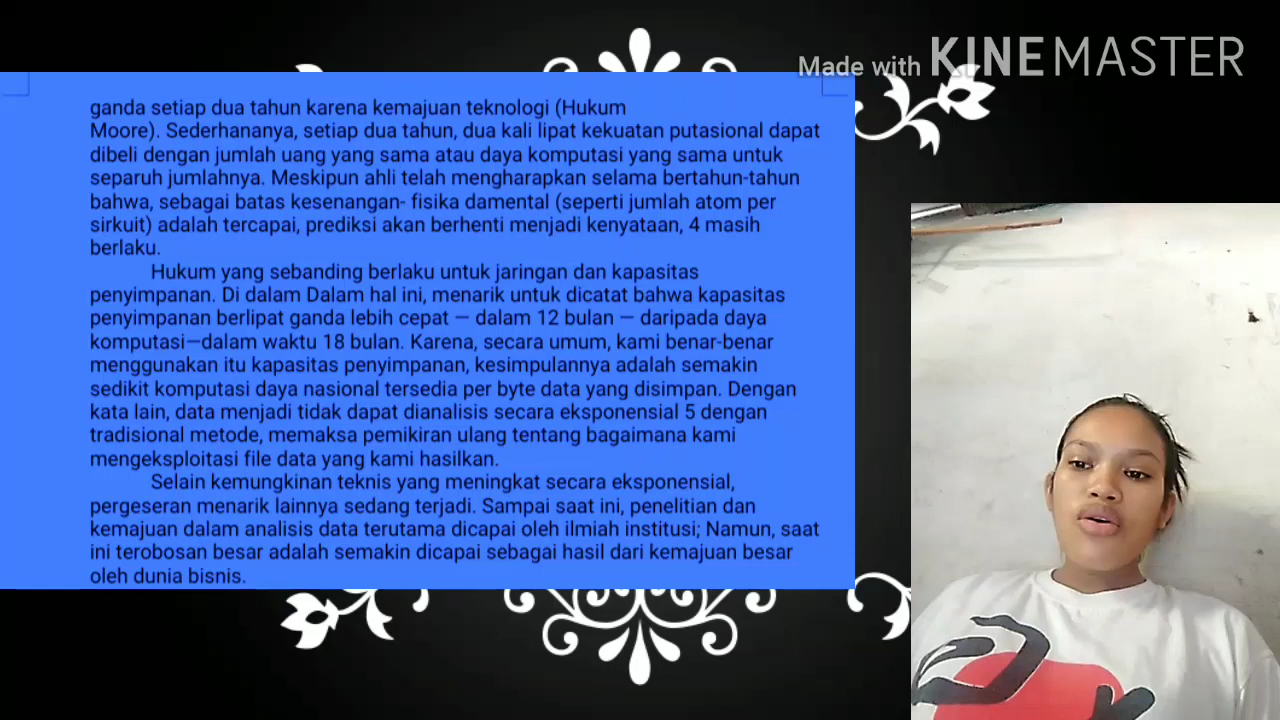 Made with KINEMASTER
ganda setiap dua tahun karena kemajuan teknologi (Hukum
Moore). Sederhananya, setiap dua tahun, dua kali lipat kekuatan putasional dapat
dibeli dengan jumlah uang yang sama atau daya komputasi yang sama untuk
separuh jumlahnya. Meskipun ahli telah mengharapkan selama bertahun-tahun
bahwa, sebagai batas kesenangan- fisika damental (seperti jumlah atom per
sirkuit) adalah tercapai, prediksi akan berhenti menjadi kenyataan, 4 masih
berlaku.
Hukum yang sebanding berlaku untuk jaringan dan kapasitas
penyimpanan. Di dalam Dalam hal ini, menarik untuk dicatat bahwa kapasitas
penyimpanan berlipat ganda lebih cepat — dalam 12 bulan — daripada daya
komputasi—dalam waktu 18 bulan. Karena, secara umum, kami benar-benar
menggunakan itu kapasitas penyimpanan, kesimpulannya adalah semakin
sedikit komputasi daya nasional tersedia per byte data yang disimpan. Dengan
kata lain, data menjadi tidak dapat dianalisis secara eksponensial 5 dengan
tradisional metode, memaksa pemikiran ulang tentang bagaimana kami
mengeksploitasi file data yang kami hasilkan.
Selain kemungkinan teknis yang meningkat secara eksponensial,
pergeseran menarik lainnya sedang terjadi. Sampai saat ini, penelitian dan
kemajuan dalam analisis data terutama dicapai oleh ilmiah institusi; Namun, saat
ini terobosan besar adalah semakin dicapai sebagai hasil dari kemajuan besar
oleh dunia bisnis.